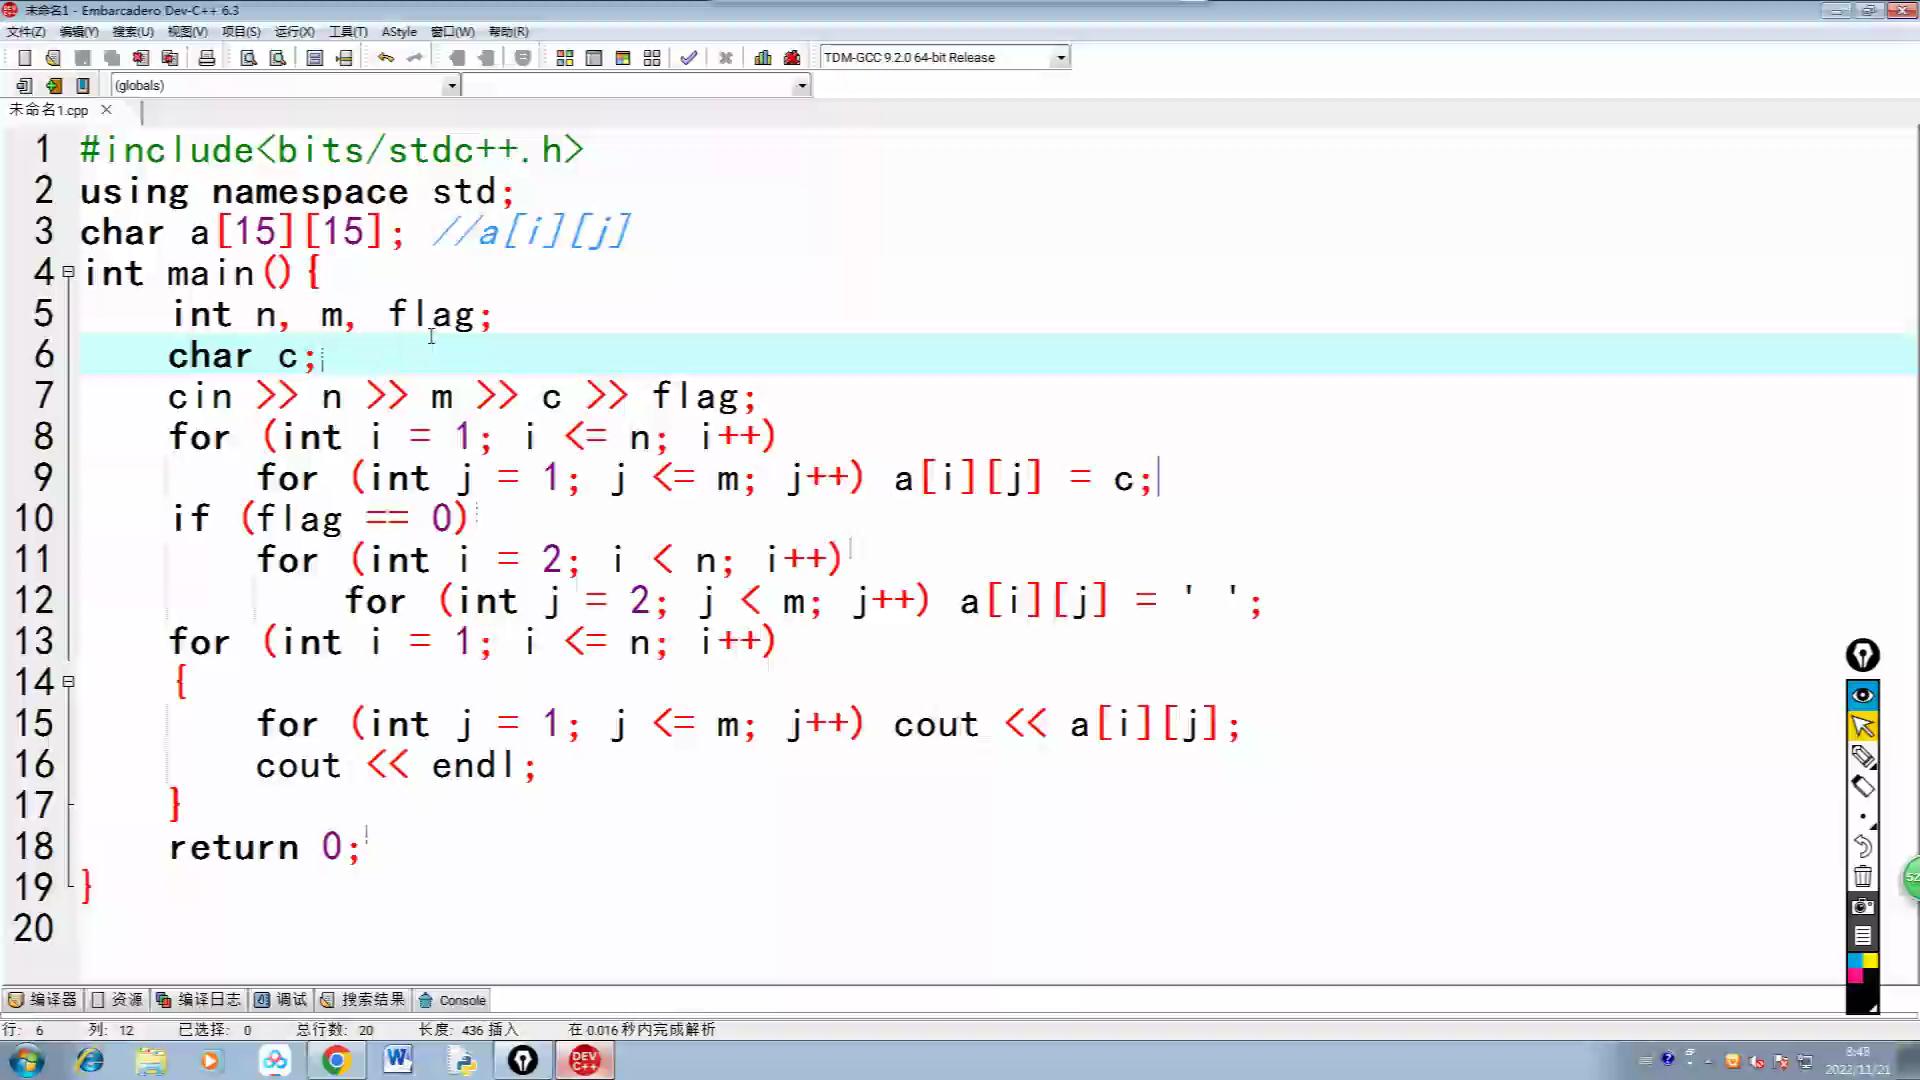 未命名1 - Embarcadero Dev-C++ 6.3
文件(Z) 编辑(Y) 搜索(U) 视图(V) 项目(S) 运行(X) 工具(T) AStyle 窗口(W) 帮助(R)
TDM-GCC 9.2.0 64-bit Release
(globals)
未命名1.cpp
1 #include<bits/stdc++.h>
2 using namespace std;
3 char a[15][15]; //a[i][j]
4 int main(){
5 int n, m, flag;
6 char c;
7 cin >> n >> m >> c >> flag;
8 for (int i = 1; i <= n; i++)
9 for (int j = 1; j <= m; j++) a[i][j] = c;
10 if (flag == 0)
11 for (int i = 2; i < n; i++)
12 for (int j = 2; j < m; j++) a[i][j] = ' ';
13 for (int i = 1; i <= n; i++)
14 {
15 for (int j = 1; j <= m; j++) cout << a[i][j];
16 cout << endl;
17 }
18 return 0;
19 }
20
编译器 资源 编译日志 调试 搜索结果 Console
行: 6 列: 12 已选择: 0 总行数: 20 长度: 436 插入 在 0.016 秒内完成解析
DEV C++
52
8:48
2022/11/21